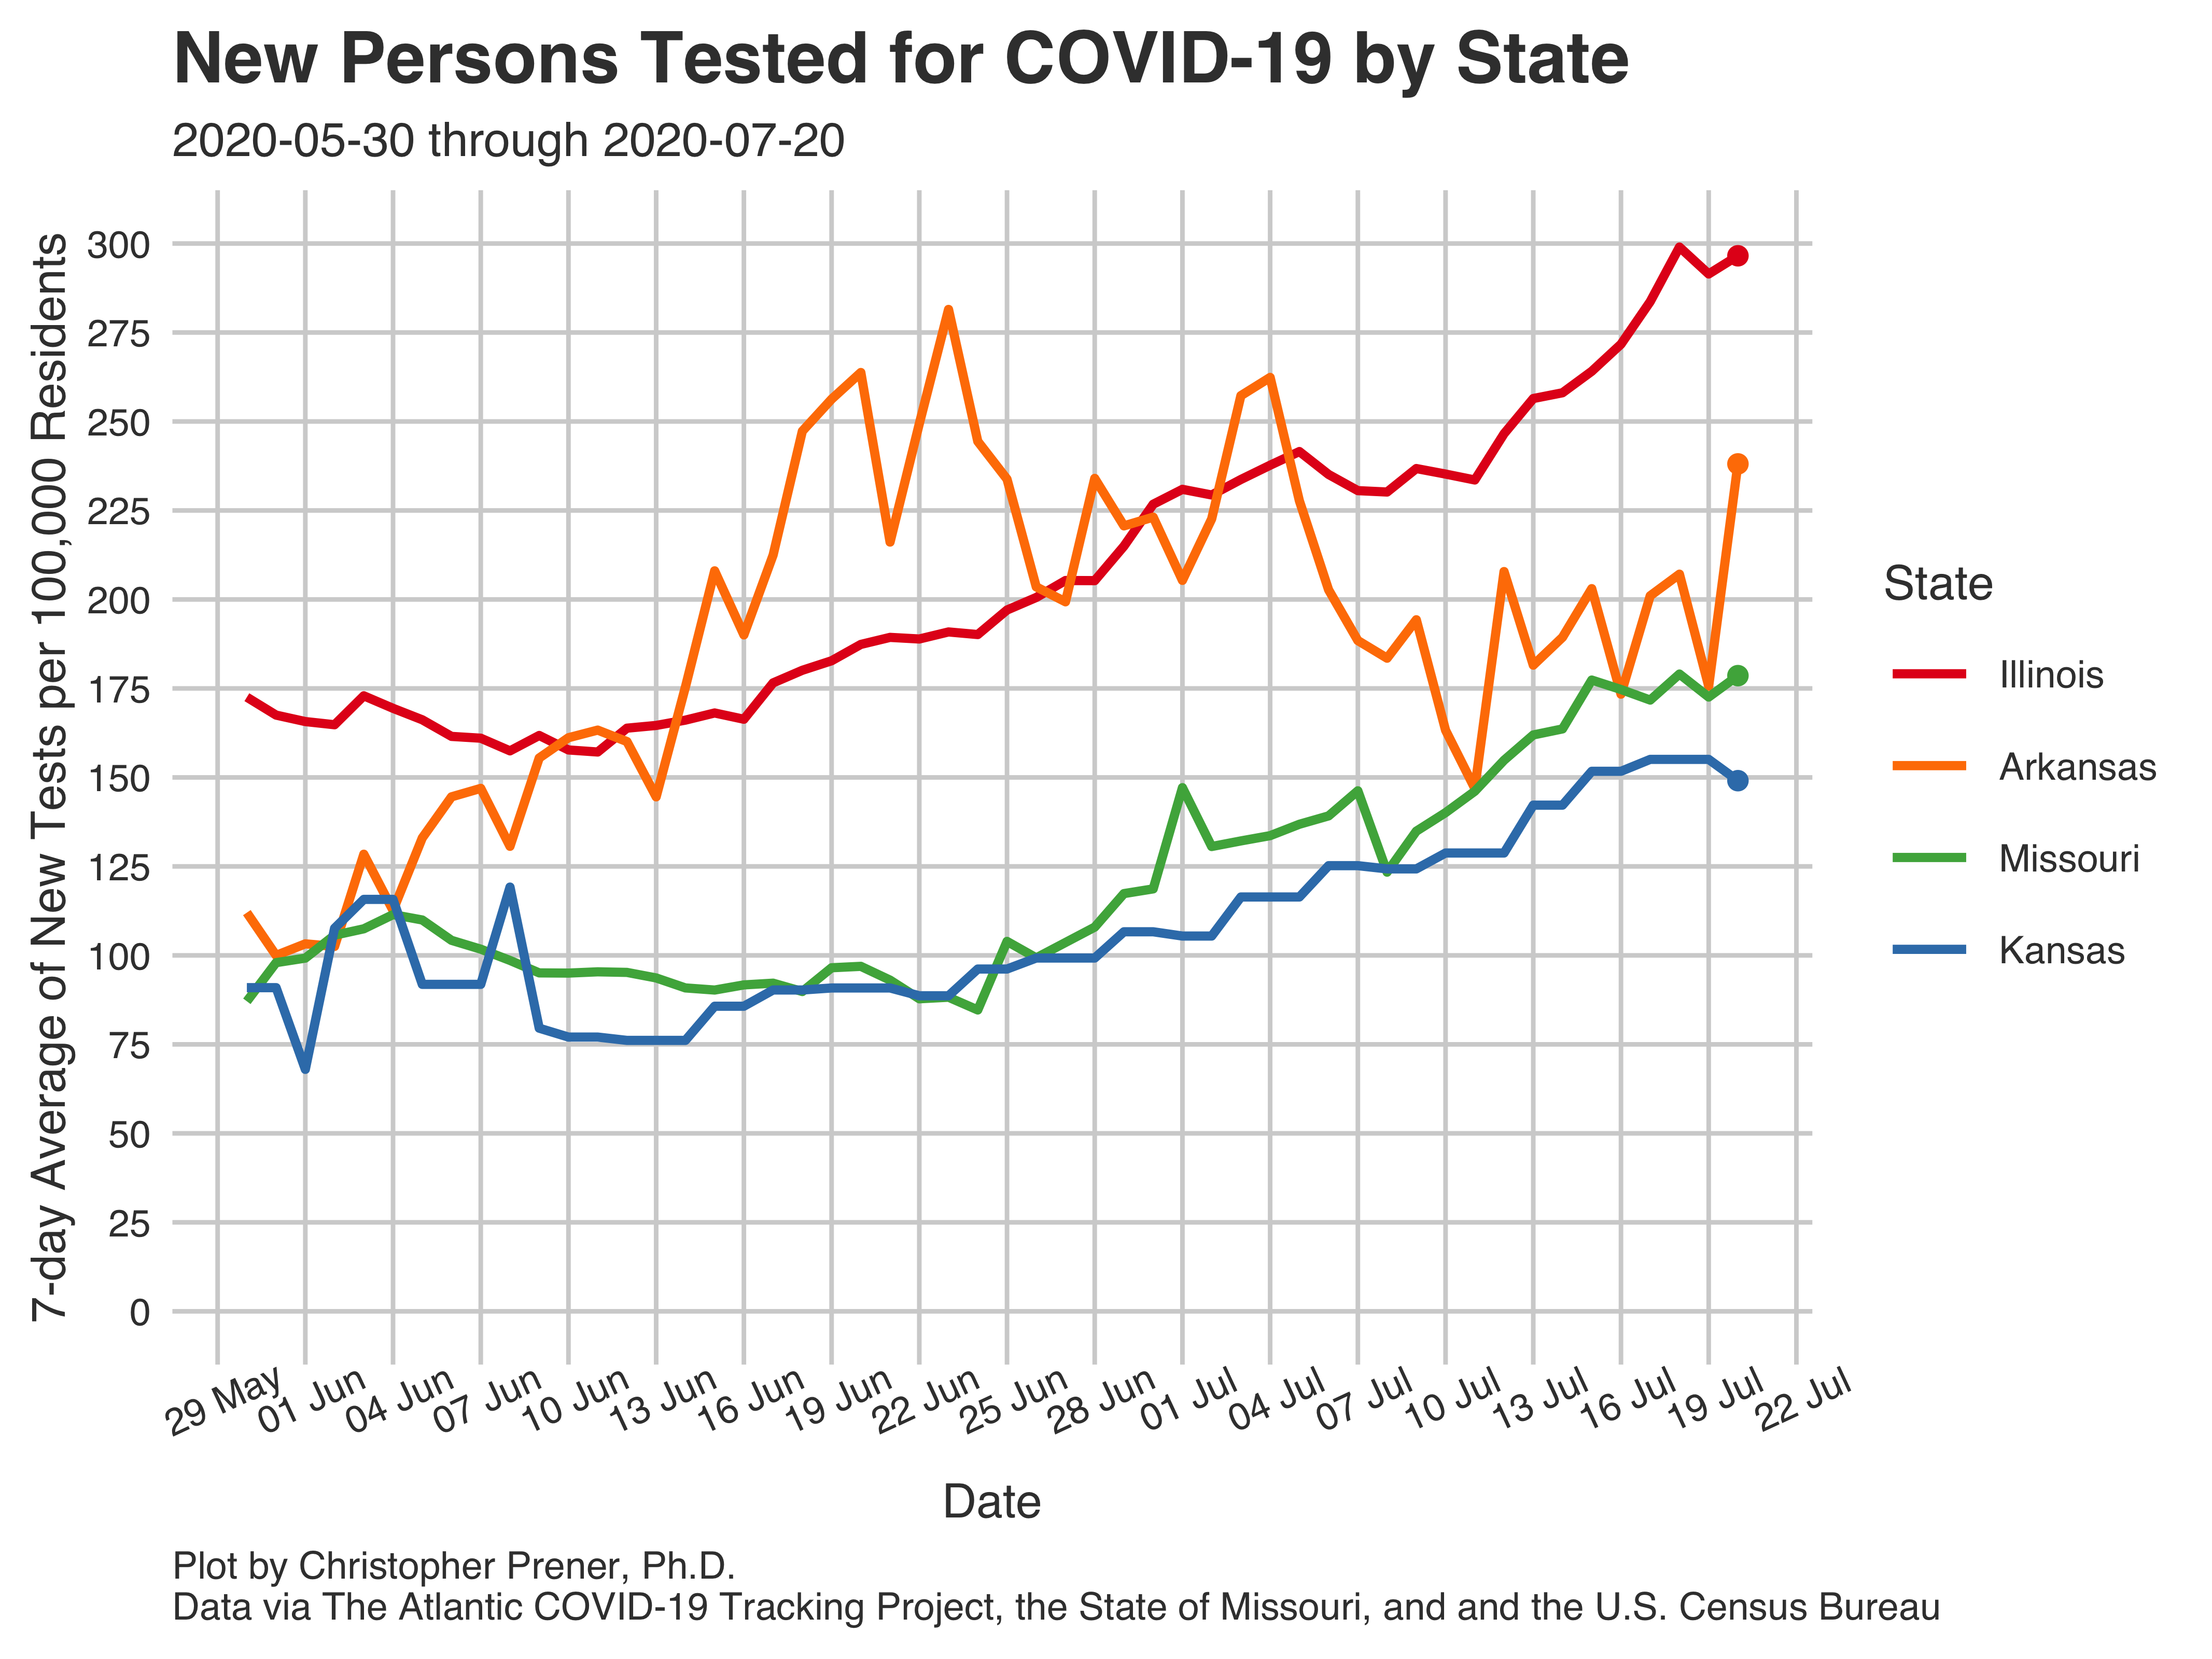 New Persons Tested for COVID-19 by State
2020-05-30 through 2020-07-20
7-day Average of New Tests per 100,000 Residents
300
275
250
225
200
175
150
125
100
75
50
25
0
29 May
01 Jun
04 Jun
07 Jun
10 Jun
13 Jun
16 Jun
19 Jun
22 Jun
25 Jun
28 Jun
01 Jul
04 Jul
07 Jul
10 Jul
13 Jul
16 Jul
19 Jul
22 Jul
Date
State
Illinois
Arkansas
Missouri
Kansas
Plot by Christopher Prener, Ph.D.
Data via The Atlantic COVID-19 Tracking Project, the State of Missouri, and and the U.S. Census Bureau